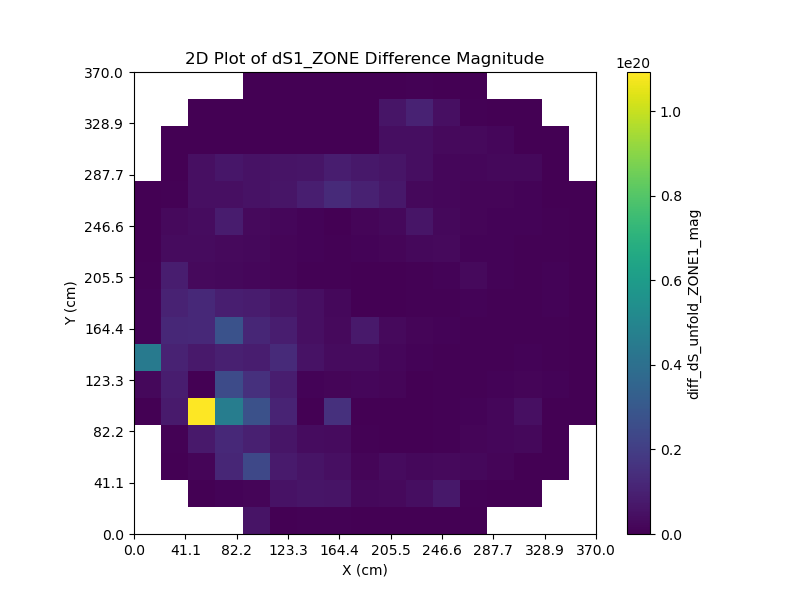 2D Plot of dS1_ZONE Difference Magnitude
1e20
370.0
328.9
287.7
246.6
205.5
164.4
123.3
82.2
41.1
0.0
Y (cm)
0.0 41.1 82.2 123.3 164.4 205.5 246.6 287.7 328.9 370.0
X (cm)
1.0
0.8
0.6
0.4
0.2
0.0
diff_dS_unfold_ZONE1_mag